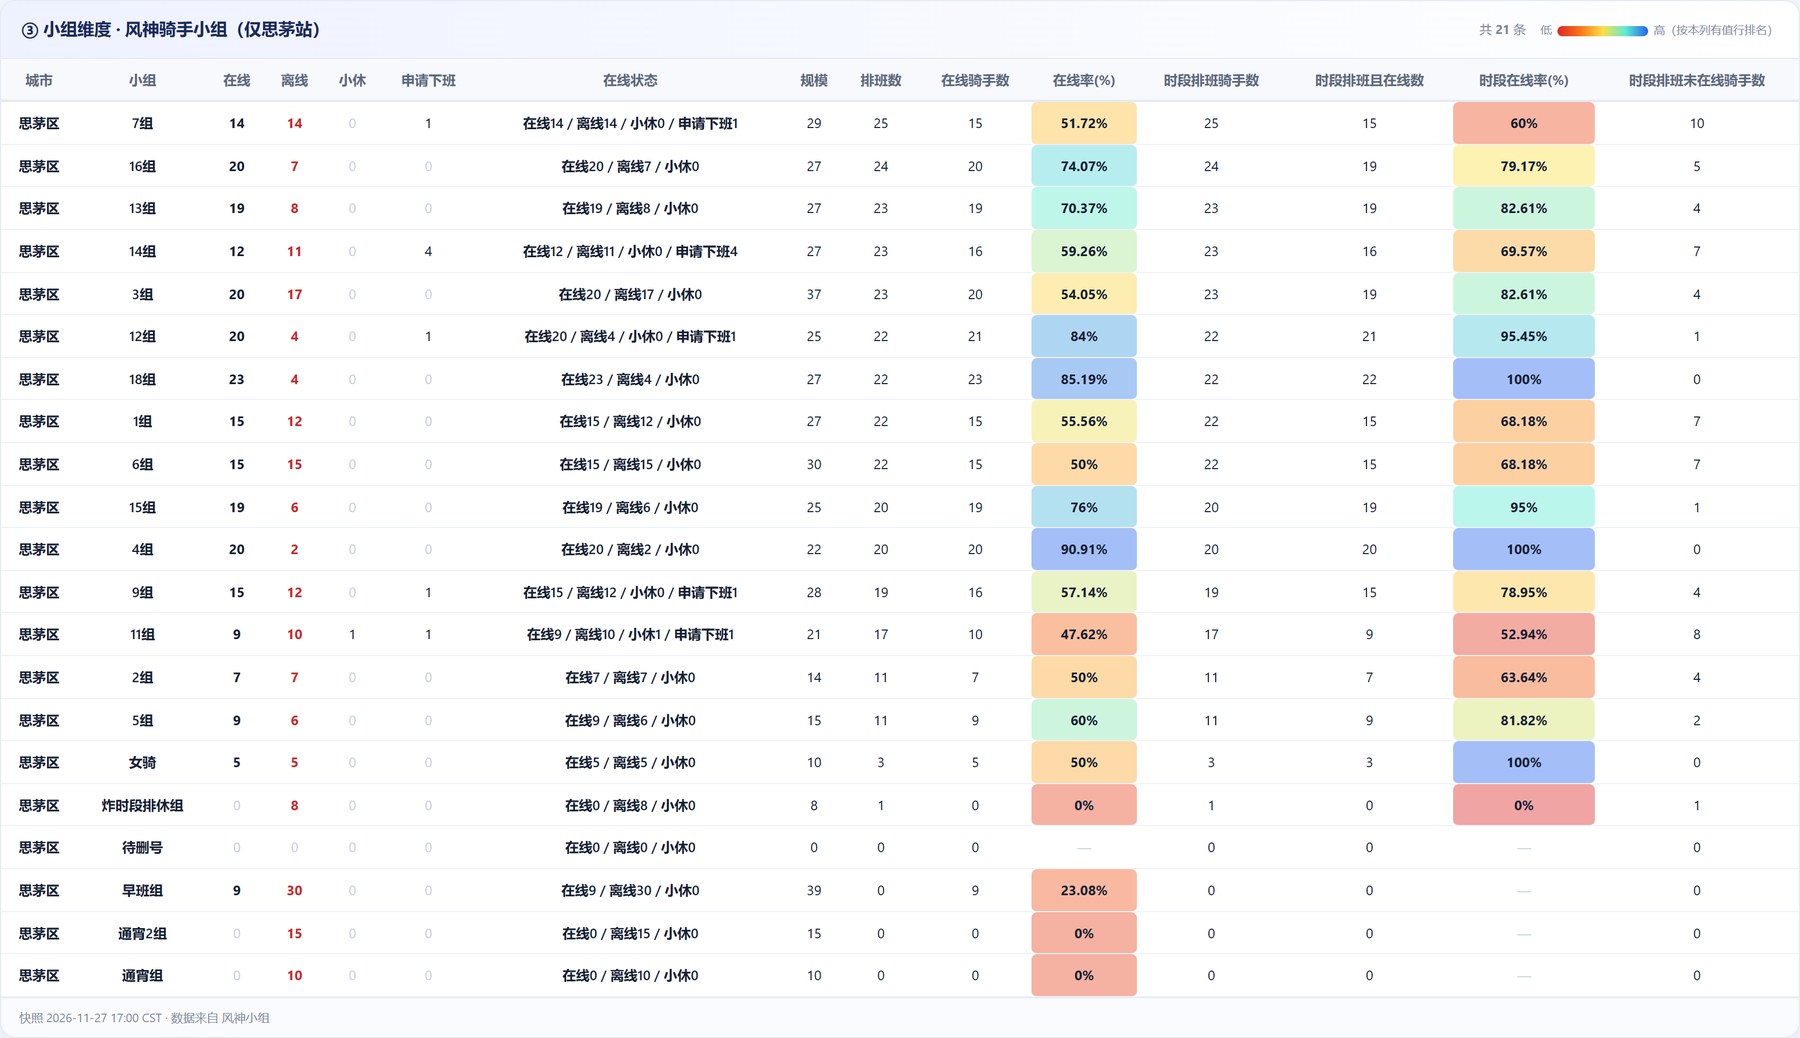 ③ 小组维度 · 风神骑手小组（仅思茅站）
共 21 条 低 高 (按本列有值行排名)
城市 小组 在线 离线 小休 申请下班 在线状态 规模 排班数 在线骑手数 在线率(%) 时段排班骑手数 时段排班且在线数 时段在线率(%) 时段排班未在线骑手数
思茅区 7组 14 14 0 1 在线14 / 离线14 / 小休0 / 申请下班1 29 25 15 51.72% 25 15 60% 10
思茅区 16组 20 7 0 0 在线20 / 离线7 / 小休0 27 24 20 74.07% 24 19 79.17% 5
思茅区 13组 19 8 0 0 在线19 / 离线8 / 小休0 27 23 19 70.37% 23 19 82.61% 4
思茅区 14组 12 11 0 4 在线12 / 离线11 / 小休0 / 申请下班4 27 23 16 59.26% 23 16 69.57% 7
思茅区 3组 20 17 0 0 在线20 / 离线17 / 小休0 37 23 20 54.05% 23 19 82.61% 4
思茅区 12组 20 4 0 1 在线20 / 离线4 / 小休0 / 申请下班1 25 22 21 84% 22 21 95.45% 1
思茅区 18组 23 4 0 0 在线23 / 离线4 / 小休0 27 22 23 85.19% 22 22 100% 0
思茅区 1组 15 12 0 0 在线15 / 离线12 / 小休0 27 22 15 55.56% 22 15 68.18% 7
思茅区 6组 15 15 0 0 在线15 / 离线15 / 小休0 30 22 15 50% 22 15 68.18% 7
思茅区 15组 19 6 0 0 在线19 / 离线6 / 小休0 25 20 19 76% 20 19 95% 1
思茅区 4组 20 2 0 0 在线20 / 离线2 / 小休0 22 20 20 90.91% 20 20 100% 0
思茅区 9组 15 12 0 1 在线15 / 离线12 / 小休0 / 申请下班1 28 19 16 57.14% 19 15 78.95% 4
思茅区 11组 9 10 1 1 在线9 / 离线10 / 小休1 / 申请下班1 21 17 10 47.62% 17 9 52.94% 8
思茅区 2组 7 7 0 0 在线7 / 离线7 / 小休0 14 11 7 50% 11 7 63.64% 4
思茅区 5组 9 6 0 0 在线9 / 离线6 / 小休0 15 11 9 60% 11 9 81.82% 2
思茅区 女骑 5 5 0 0 在线5 / 离线5 / 小休0 10 3 5 50% 3 3 100% 0
思茅区 炸时段排休组 0 8 0 0 在线0 / 离线8 / 小休0 8 1 0 0% 1 0 0% 1
思茅区 待删号 0 0 0 0 在线0 / 离线0 / 小休0 0 0 0 — 0 0 — 0
思茅区 早班组 9 30 0 0 在线9 / 离线30 / 小休0 39 0 9 23.08% 0 0 — 0
思茅区 通宵2组 0 15 0 0 在线0 / 离线15 / 小休0 15 0 0 0% 0 0 — 0
思茅区 通宵组 0 10 0 0 在线0 / 离线10 / 小休0 10 0 0 0% 0 0 — 0
快照 2026-11-27 17:00 CST · 数据来自 风神小组